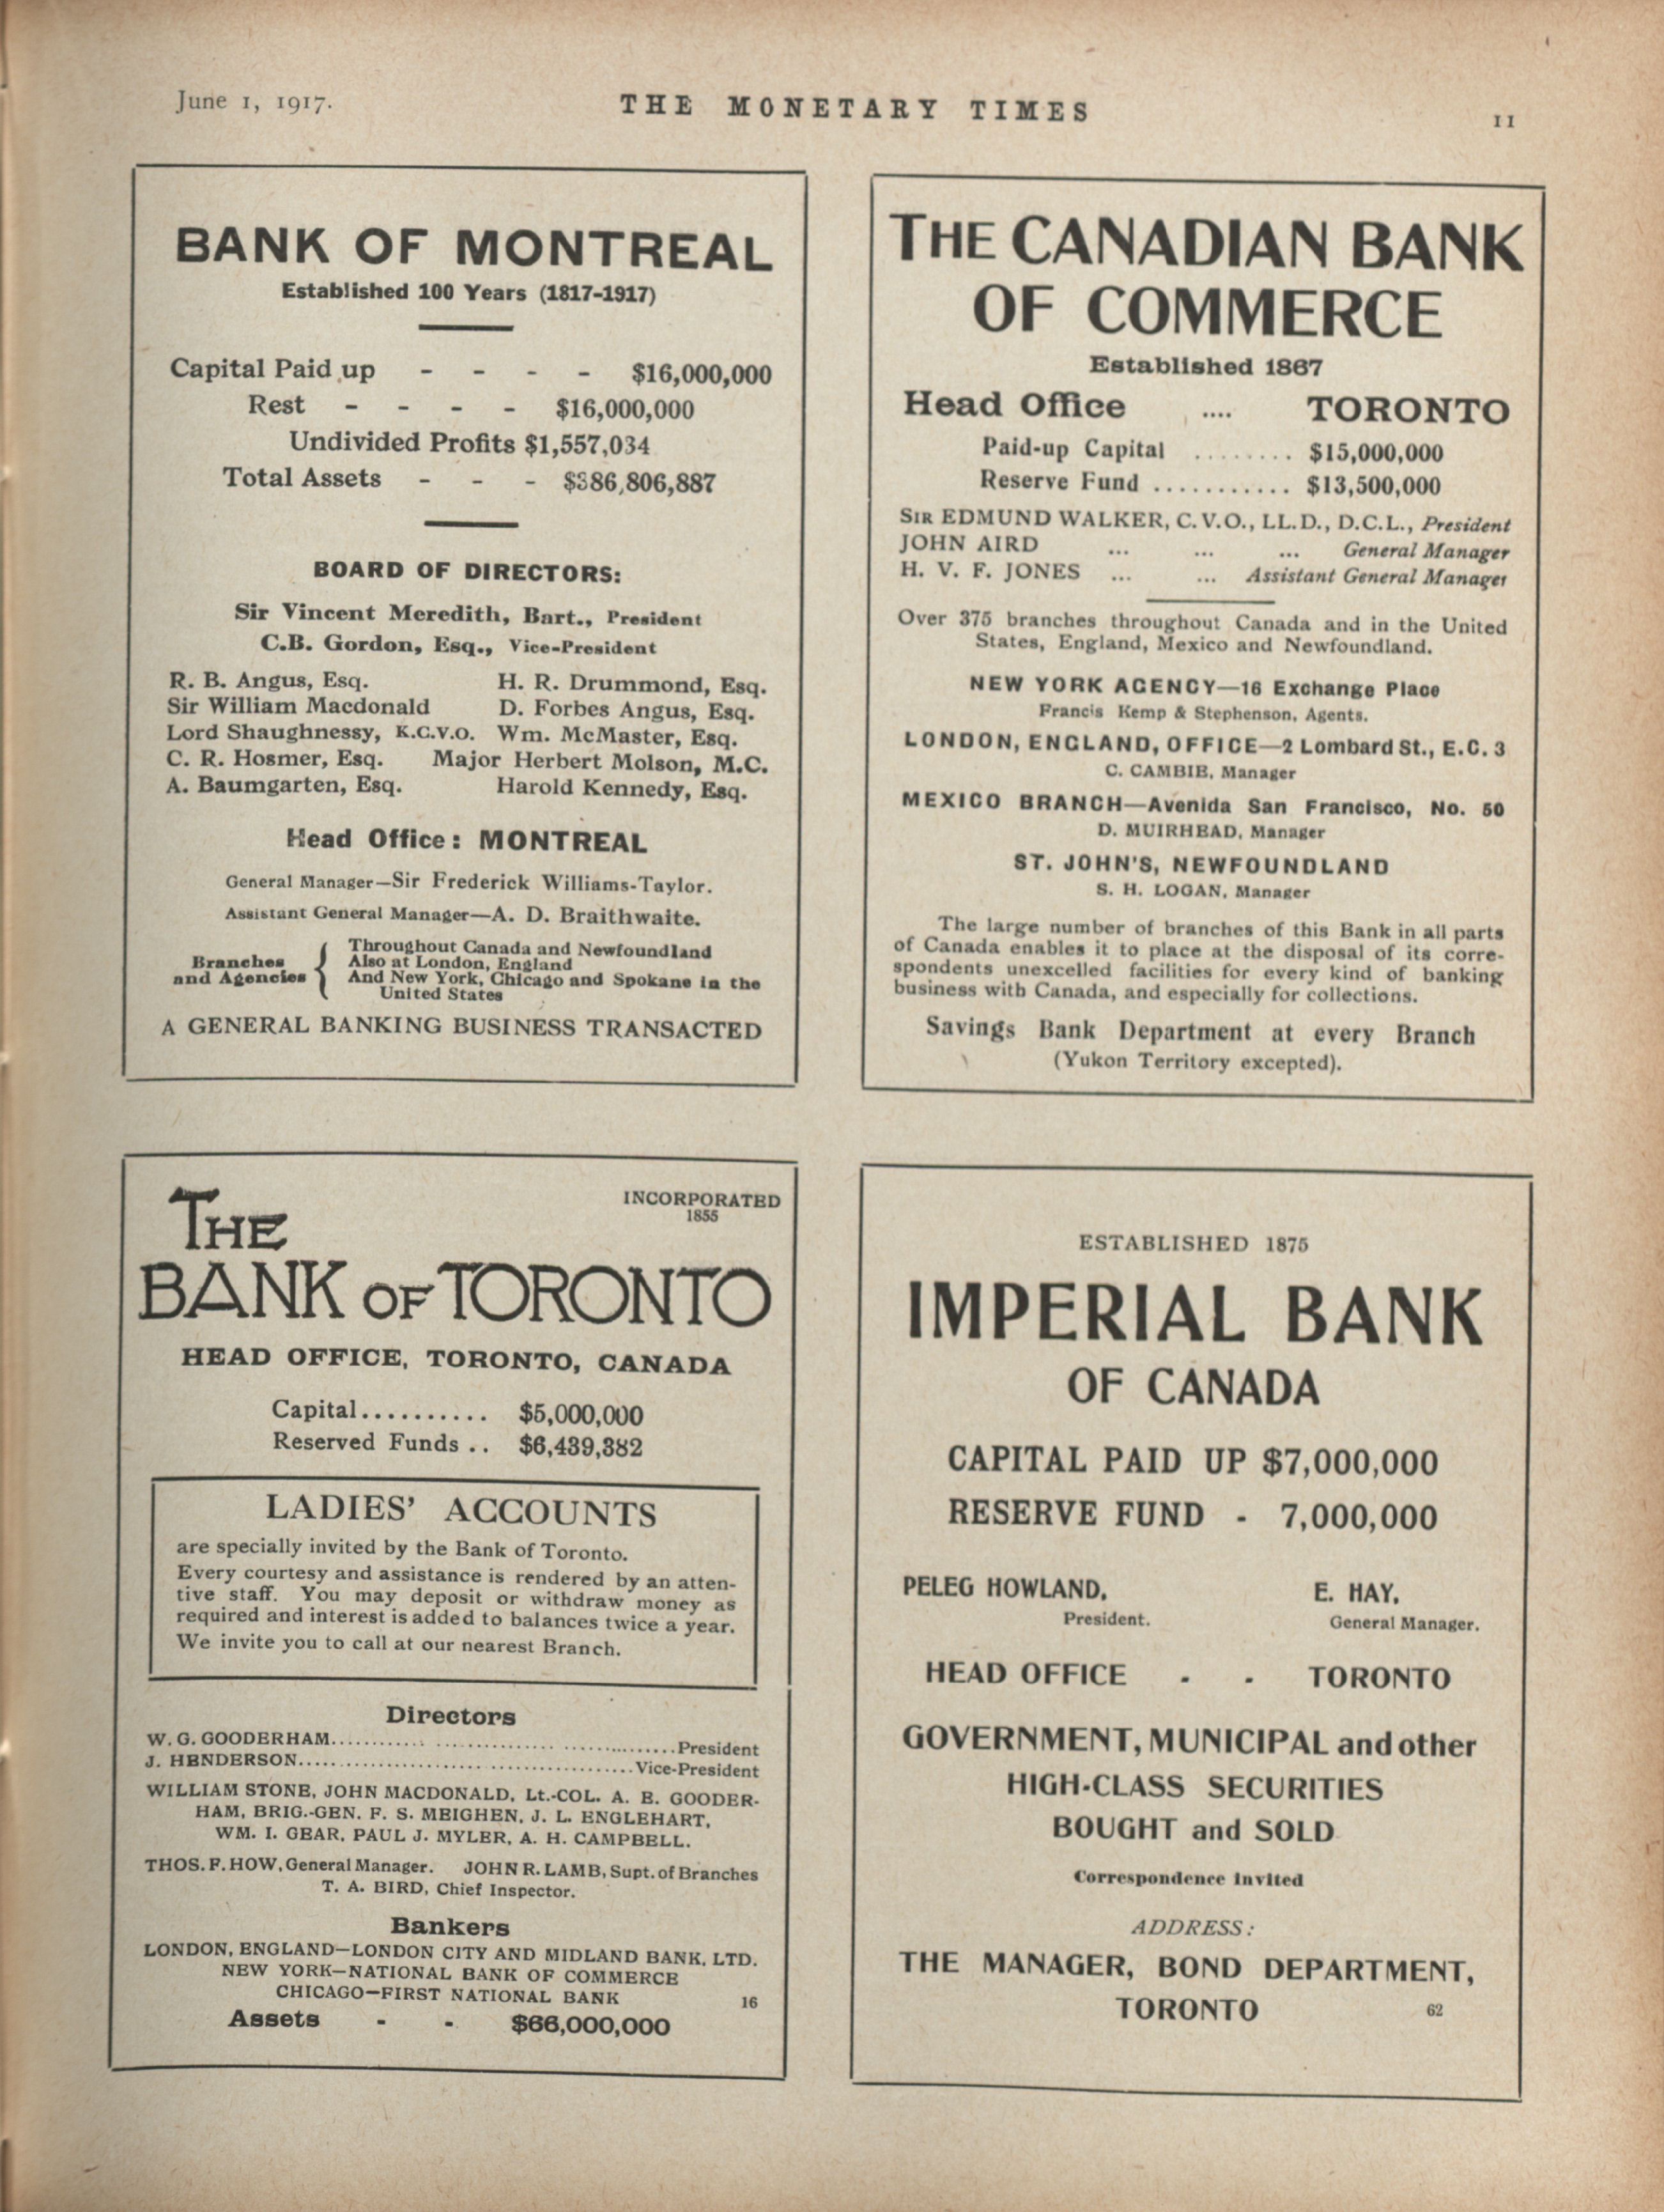 June 1, 1917.
THE MONETARY TIMES
11
BANK OF MONTREAL
Established 100 Years (1817-1917)
Capital Paid up - - - - $16,000,000
Rest - - - - $16,000,000
Undivided Profits $1,557,034
Total Assets - - - $386,806,887
BOARD OF DIRECTORS:
Sir Vincent Meredith, Bart., President
C.B. Gordon, Esq., Vice-President
R. B. Angus, Esq. H. R. Drummond, Esq.
Sir William Macdonald D. Forbes Angus, Esq.
Lord Shaughnessy, K.C.V.O. Wm. McMaster, Esq.
C. R. Hosmer, Esq. Major Herbert Molson, M.C.
A. Baumgarten, Esq. Harold Kennedy, Esq.
Head Office: MONTREAL
General Manager—Sir Frederick Williams-Taylor.
Assistant General Manager—A. D. Braithwaite.
Branches and Agencies
Throughout Canada and Newfoundland
Also at London, England
And New York, Chicago and Spokane in the
United States
A GENERAL BANKING BUSINESS TRANSACTED
THE CANADIAN BANK
OF COMMERCE
Established 1867
Head Office .... TORONTO
Paid-up Capital ........ $15,000,000
Reserve Fund ........... $13,500,000
SIR EDMUND WALKER, C.V.O., LL.D., D.C.L., President
JOHN AIRD ... ... ... General Manager
H. V. F. JONES ... ... Assistant General Manager
Over 375 branches throughout Canada and in the United
States, England, Mexico and Newfoundland.
NEW YORK AGENCY—16 Exchange Place
Francis Kemp & Stephenson, Agents.
LONDON, ENGLAND, OFFICE—2 Lombard St., E.C. 3
C. CAMBIE, Manager
MEXICO BRANCH—Avenida San Francisco, No. 50
D. MUIRHEAD, Manager
ST. JOHN'S, NEWFOUNDLAND
S. H. LOGAN, Manager
The large number of branches of this Bank in all parts
of Canada enables it to place at the disposal of its corre-
spondents unexcelled facilities for every kind of banking
business with Canada, and especially for collections.
Savings Bank Department at every Branch
(Yukon Territory excepted).
INCORPORATED
1855
THE
BANK OF TORONTO
HEAD OFFICE, TORONTO, CANADA
Capital.......... $5,000,000
Reserved Funds .. $6,439,382
LADIES' ACCOUNTS
are specially invited by the Bank of Toronto.
Every courtesy and assistance is rendered by an atten-
tive staff. You may deposit or withdraw money as
required and interest is added to balances twice a year.
We invite you to call at our nearest Branch.
Directors
W. G. GOODERHAM........................................President
J. HENDERSON........................................Vice-President
WILLIAM STONE, JOHN MACDONALD, Lt.-COL. A. E. GOODER-
HAM, BRIG.-GEN. F. S. MEIGHEN, J. L. ENGLEHART,
WM. I. GEAR, PAUL J. MYLER, A. H. CAMPBELL.
THOS. F. HOW, General Manager. JOHN R. LAMB, Supt. of Branches
T. A. BIRD, Chief Inspector.
Bankers
LONDON, ENGLAND—LONDON CITY AND MIDLAND BANK, LTD.
NEW YORK—NATIONAL BANK OF COMMERCE
CHICAGO—FIRST NATIONAL BANK
16
Assets - - $66,000,000
ESTABLISHED 1875
IMPERIAL BANK
OF CANADA
CAPITAL PAID UP $7,000,000
RESERVE FUND - 7,000,000
PELEG HOWLAND, E. HAY,
President. General Manager.
HEAD OFFICE - - TORONTO
GOVERNMENT, MUNICIPAL and other
HIGH-CLASS SECURITIES
BOUGHT and SOLD
Correspondence Invited
ADDRESS:
THE MANAGER, BOND DEPARTMENT,
TORONTO 62